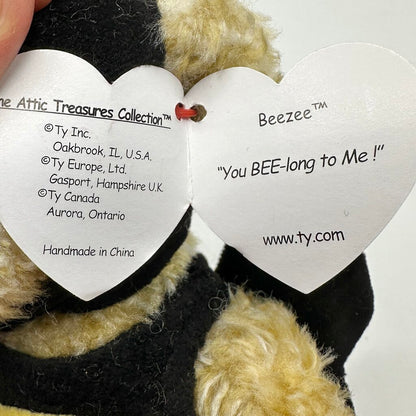 he Attic Treasures Collection™
©Ty Inc.
Oakbrook, IL, U.S.A.
©Ty Europe, Ltd.
Gasport, Hampshire U.K
©Ty Canada
Aurora, Ontario
Handmade in China
Beezee™
"You BEE-long to Me !"
www.ty.com